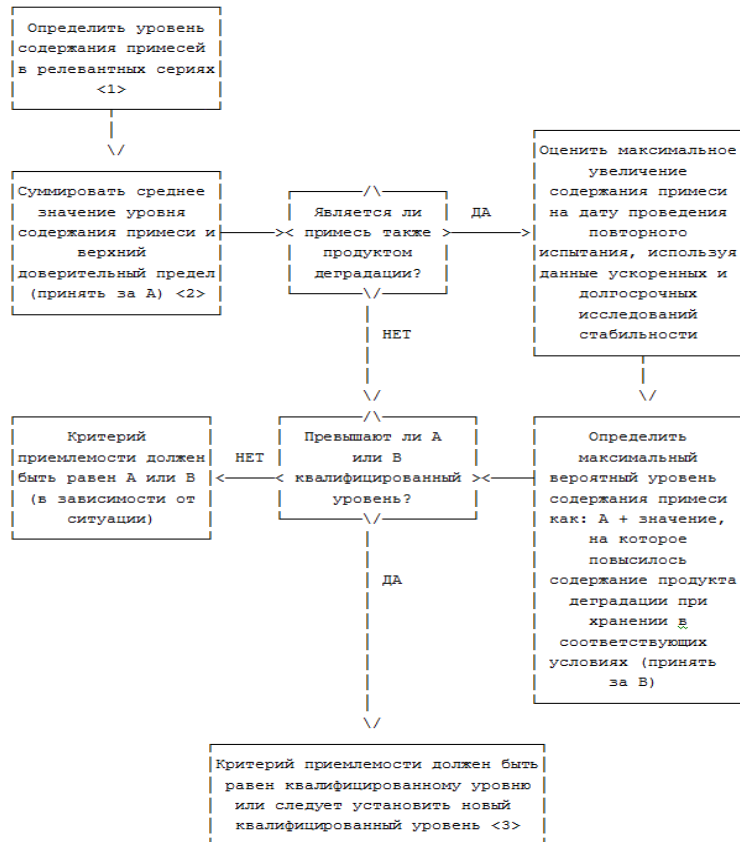 Определить уровень
содержания примесей
в релевантных сериях
<1>
Суммировать среднее
значение уровня
содержания примеси и
верхний
доверительный предел
(принять за A) <2>
Является ли
примесь также
продуктом
деградации?
ДА
Оценить максимальное
увеличение
содержания примеси
на дату проведения
повторного
испытания, используя
данные ускоренных и
долгосрочных
исследований
стабильности
НЕТ
Критерий
приемлемости должен
быть равен A или B
(в зависимости от
ситуации)
НЕТ
Превышают ли A
или B
квалифицированный
уровень?
Определить
максимальный
вероятный уровень
содержания примеси
как: A + значение,
на которое
повысилось
содержание продукта
деградации при
хранении в
соответствующих
условиях (принять
за B)
ДА
Критерий приемлемости должен быть
равен квалифицированному уровню
или следует установить новый
квалифицированный уровень <3>